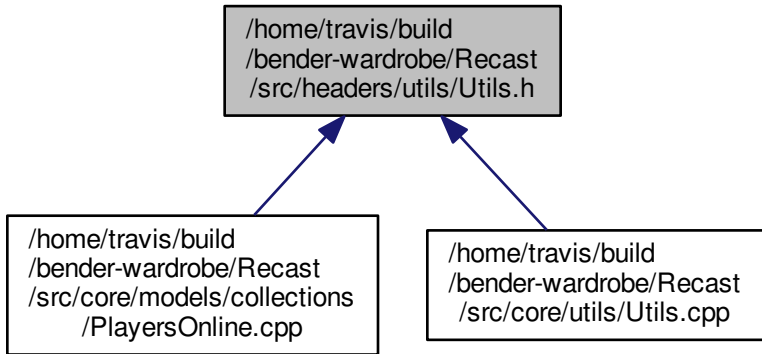 /home/travis/build
/bender-wardrobe/Recast
/src/headers/utils/Utils.h
/home/travis/build
/bender-wardrobe/Recast
/src/core/models/collections
/PlayersOnline.cpp
/home/travis/build
/bender-wardrobe/Recast
/src/core/utils/Utils.cpp